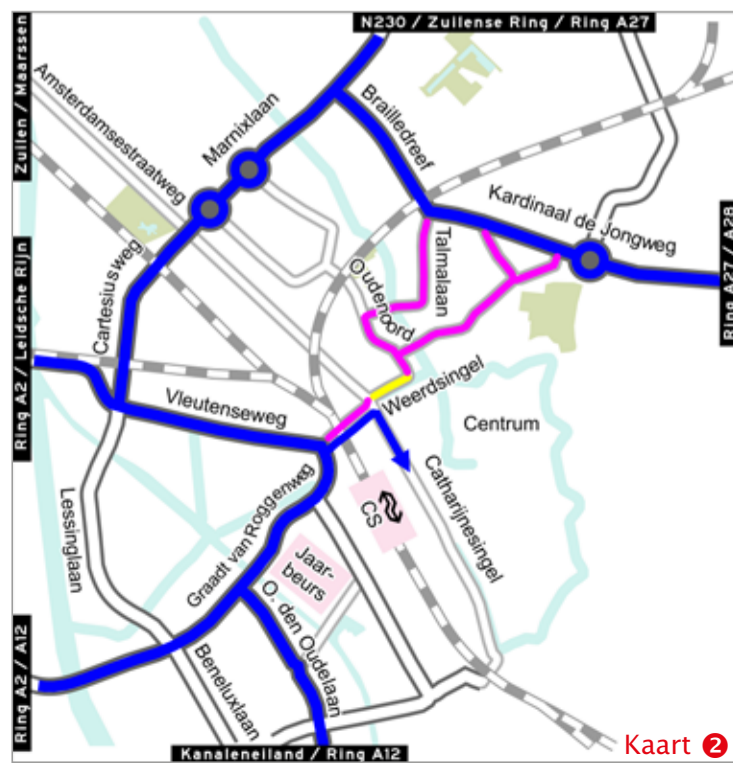 N230 / Zuilense Ring / Ring A27
Zuilen / Maarssen
Amsterdamsestraatweg
Marnixlaan
Brailledreef
Kardinaal de Jongweg
Ring A27 / A28
Talmalaan
Oudenoord
Cartesiusweg
Ring A2 / Leidsche Rijn
Vleutenseweg
Weerdsingel
Centrum
Catharijnesingel
CS
Lessinglaan
Graadt van Roggenweg
Jaar-
beurs
O. den Oudelaan
Beneluxlaan
Ring A2 / A12
Kanaleneiland / Ring A12
Kaart ❷